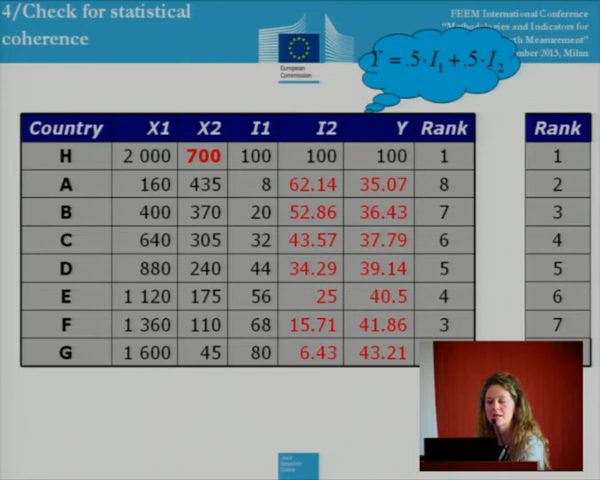 4/Check for statistical
coherence
FEEM International Conference
"Methodologies and Indicators for
th Measurement"
mber 2013, Milan
European
Commission
Y = .5·I1 + .5·I2
Country X1 X2 I1 I2 Y Rank Rank
H 2 000 700 100 100 100 1 1
A 160 435 8 62.14 35.07 8 2
B 400 370 20 52.86 36.43 7 3
C 640 305 32 43.57 37.79 6 4
D 880 240 44 34.29 39.14 5 5
E 1 120 175 56 25 40.5 4 6
F 1 360 110 68 15.71 41.86 3 7
G 1 600 45 80 6.43 43.21
Joint
Research
Centre